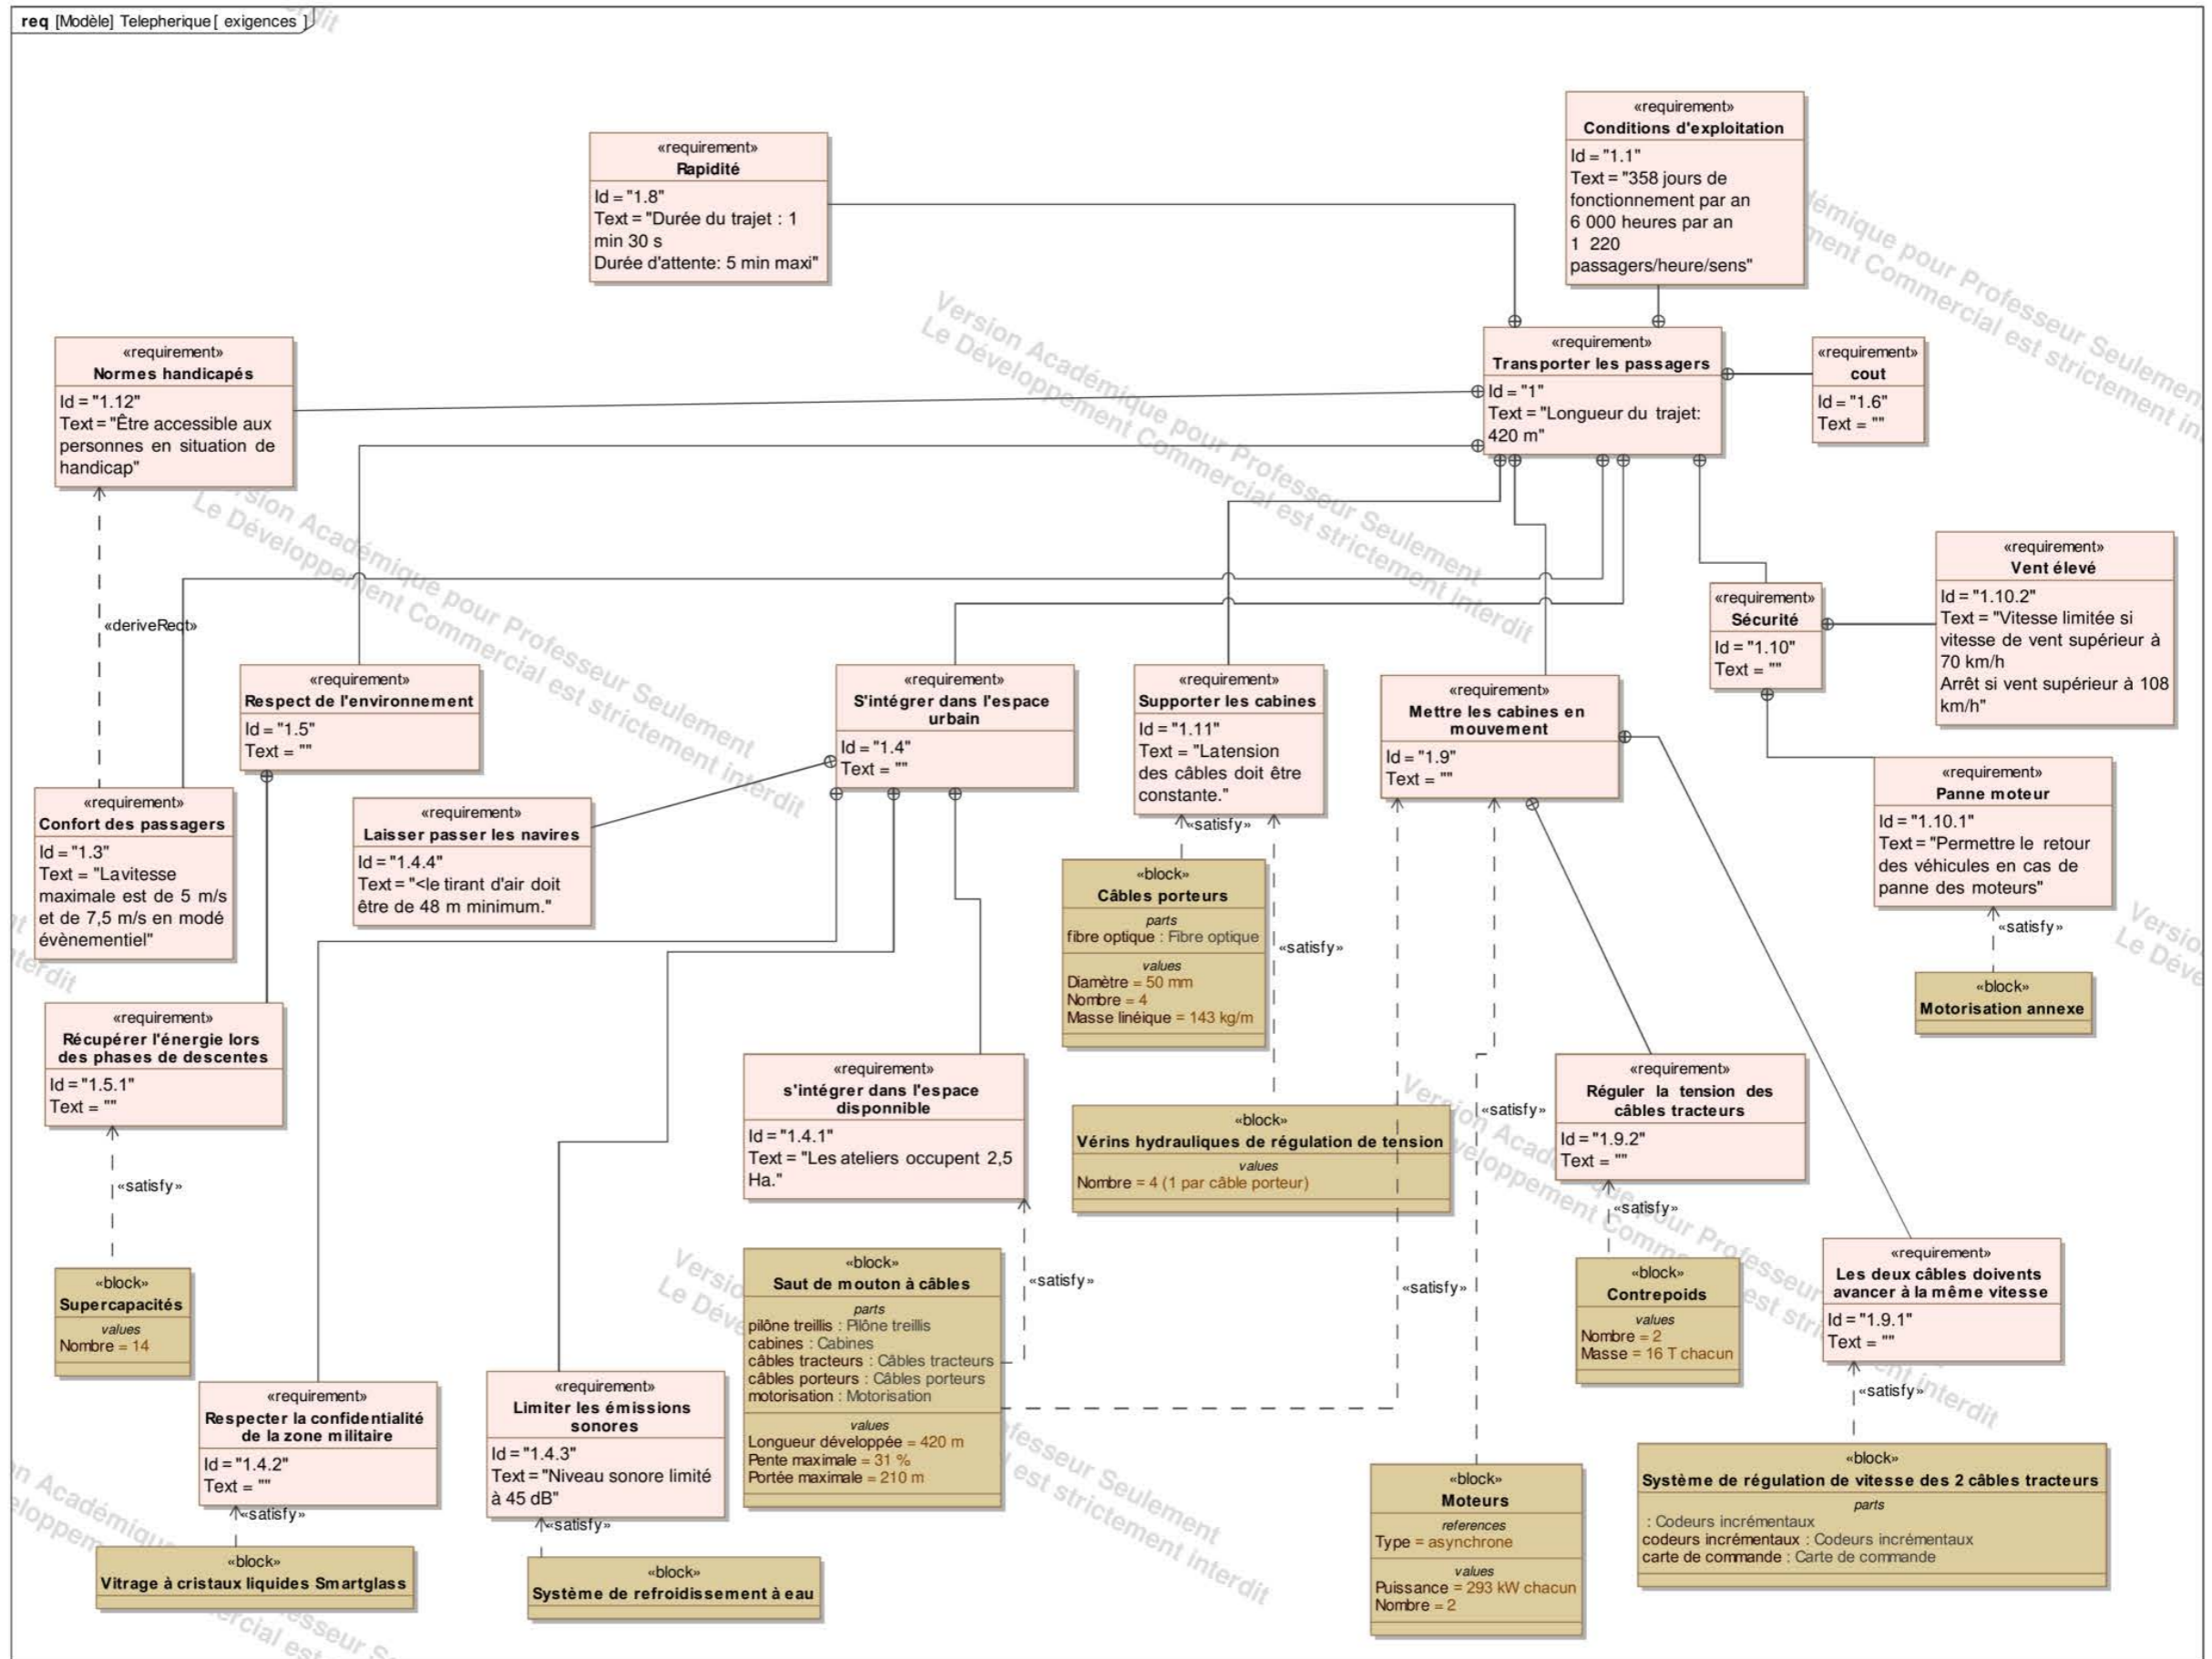 req [Modèle] Telepherique[ exigences ]
«requirement»
Conditions d'exploitation
Id = "1.1"
Text = "358 jours de
fonctionnement par an
6 000 heures par an
1 220
passagers/heure/sens"
«requirement»
Rapidité
Id = "1.8"
Text = "Durée du trajet : 1
min 30 s
Durée d'attente: 5 min maxi"
«requirement»
Transporter les passagers
Id = "1"
Text = "Longueur du trajet:
420 m"
«requirement»
cout
Id = "1.6"
Text = ""
«requirement»
Normes handicapés
Id = "1.12"
Text = "Être accessible aux
personnes en situation de
handicap"
«deriveReqt»
«requirement»
Vent élevé
Id = "1.10.2"
Text = "Vitesse limitée si
vitesse de vent supérieur à
70 km/h
Arrêt si vent supérieur à 108
km/h"
«requirement»
Sécurité
Id = "1.10"
Text = ""
«requirement»
Respect de l'environnement
Id = "1.5"
Text = ""
«requirement»
S'intégrer dans l'espace
urbain
Id = "1.4"
Text = ""
«requirement»
Supporter les cabines
Id = "1.11"
Text = "Latension
des câbles doit être
constante."
«requirement»
Mettre les cabines en
mouvement
Id = "1.9"
Text = ""
«requirement»
Panne moteur
Id = "1.10.1"
Text = "Permettre le retour
des véhicules en cas de
panne des moteurs"
«satisfy»
«block»
Motorisation annexe
«requirement»
Confort des passagers
Id = "1.3"
Text = "Lavitesse
maximale est de 5 m/s
et de 7,5 m/s en modé
évènementiel"
«requirement»
Laisser passer les navires
Id = "1.4.4"
Text = "<le tirant d'air doit
être de 48 m minimum."
«satisfy»
«block»
Câbles porteurs
parts
fibre optique : Fibre optique
values
Diamètre = 50 mm
Nombre = 4
Masse linéique = 143 kg/m
«satisfy»
«requirement»
Récupérer l'énergie lors
des phases de descentes
Id = "1.5.1"
Text = ""
«satisfy»
«block»
Supercapacités
values
Nombre = 14
«requirement»
s'intégrer dans l'espace
disponnible
Id = "1.4.1"
Text = "Les ateliers occupent 2,5
Ha."
«satisfy»
«block»
Vérins hydrauliques de régulation de tension
values
Nombre = 4 (1 par câble porteur)
«satisfy»
«satisfy»
«requirement»
Réguler la tension des
câbles tracteurs
Id = "1.9.2"
Text = ""
«satisfy»
«block»
Contrepoids
values
Nombre = 2
Masse = 16 T chacun
«requirement»
Les deux câbles doivents
avancer à la même vitesse
Id = "1.9.1"
Text = ""
«satisfy»
«block»
Saut de mouton à câbles
parts
pilône treillis : Pilône treillis
cabines : Cabines
câbles tracteurs : Câbles tracteurs
câbles porteurs : Câbles porteurs
motorisation : Motorisation
values
Longueur développée = 420 m
Pente maximale = 31 %
Portée maximale = 210 m
«requirement»
Respecter la confidentialité
de la zone militaire
Id = "1.4.2"
Text = ""
«satisfy»
«block»
Vitrage à cristaux liquides Smartglass
«requirement»
Limiter les émissions
sonores
Id = "1.4.3"
Text = "Niveau sonore limité
à 45 dB"
«satisfy»
«block»
Système de refroidissement à eau
«block»
Moteurs
references
Type = asynchrone
values
Puissance = 293 kW chacun
Nombre = 2
«block»
Système de régulation de vitesse des 2 câbles tracteurs
parts
: Codeurs incrémentaux
codeurs incrémentaux : Codeurs incrémentaux
carte de commande : Carte de commande
Version Académique pour Professeur Seulement
Le Développement Commercial est strictement interdit